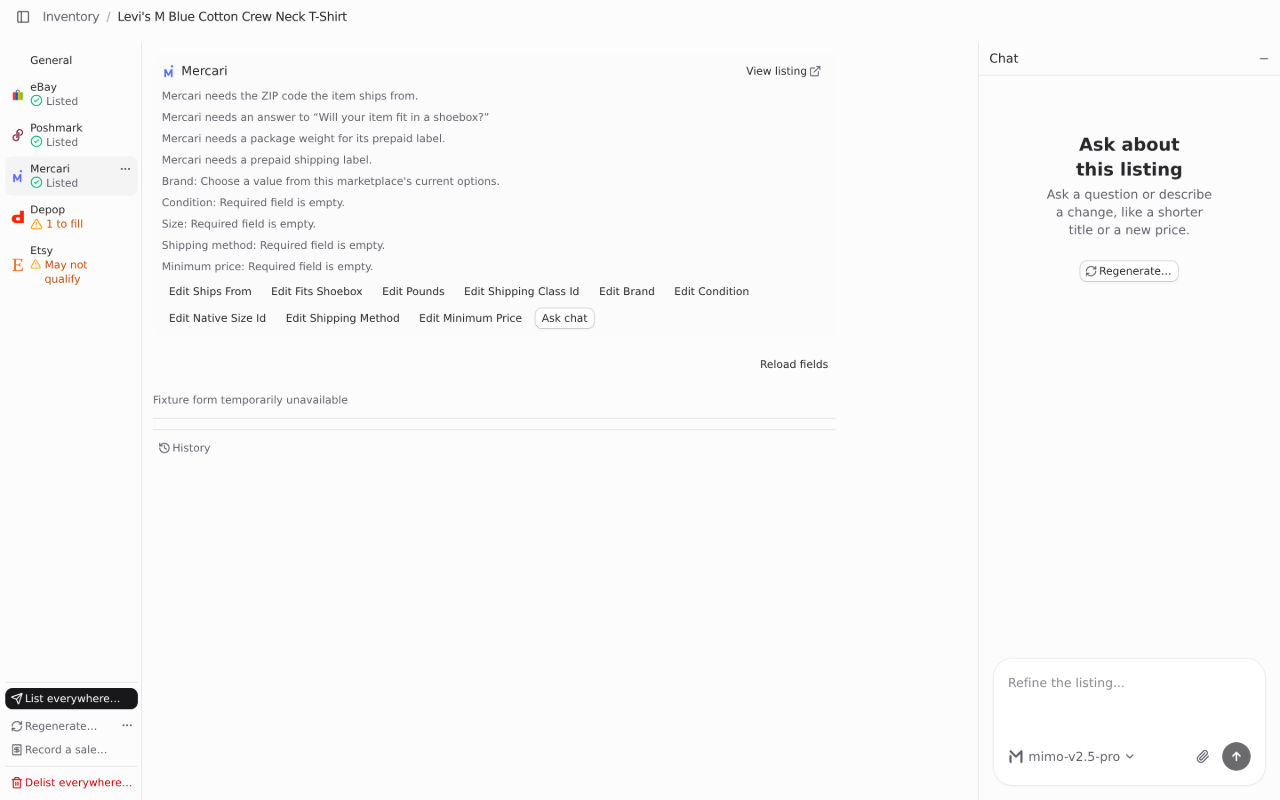 Inventory / Levi's M Blue Cotton Crew Neck T-Shirt
General
eBay
Listed
Poshmark
Listed
Mercari ···
Listed
Depop
1 to fill
Etsy
May not
qualify
List everywhere...
Regenerate... ···
Record a sale...
Delist everywhere...
Mercari
View listing
Mercari needs the ZIP code the item ships from.
Mercari needs an answer to “Will your item fit in a shoebox?”
Mercari needs a package weight for its prepaid label.
Mercari needs a prepaid shipping label.
Brand: Choose a value from this marketplace's current options.
Condition: Required field is empty.
Size: Required field is empty.
Shipping method: Required field is empty.
Minimum price: Required field is empty.
Edit Ships From Edit Fits Shoebox Edit Pounds Edit Shipping Class Id Edit Brand Edit Condition
Edit Native Size Id Edit Shipping Method Edit Minimum Price Ask chat
Reload fields
Fixture form temporarily unavailable
History
Chat
Ask about
this listing
Ask a question or describe
a change, like a shorter
title or a new price.
Regenerate...
Refine the listing...
mimo-v2.5-pro